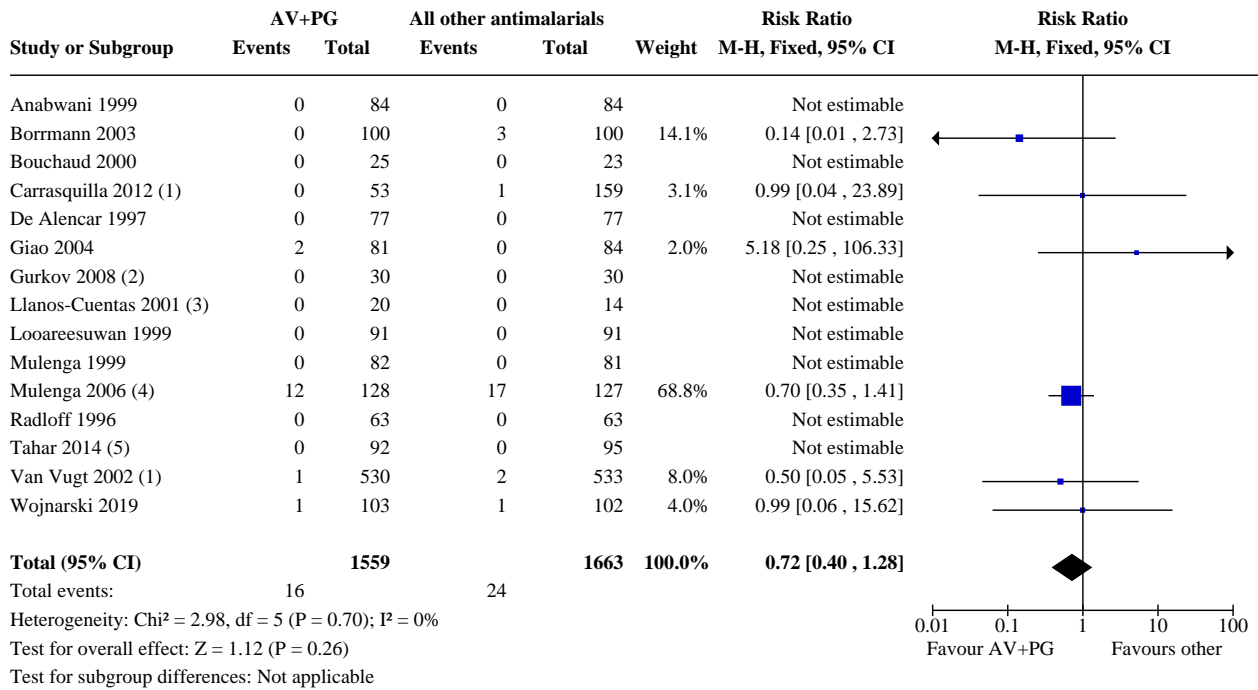 AV+PG All other antimalarials Risk Ratio Risk Ratio
Study or Subgroup Events Total Events Total Weight M-H, Fixed, 95% CI M-H, Fixed, 95% CI
Anabwani 1999 0 84 0 84 Not estimable
Borrmann 2003 0 100 3 100 14.1% 0.14 [0.01 , 2.73]
Bouchaud 2000 0 25 0 23 Not estimable
Carrasquilla 2012 (1) 0 53 1 159 3.1% 0.99 [0.04 , 23.89]
De Alencar 1997 0 77 0 77 Not estimable
Giao 2004 2 81 0 84 2.0% 5.18 [0.25 , 106.33]
Gurkov 2008 (2) 0 30 0 30 Not estimable
Llanos-Cuentas 2001 (3) 0 20 0 14 Not estimable
Looareesuwan 1999 0 91 0 91 Not estimable
Mulenga 1999 0 82 0 81 Not estimable
Mulenga 2006 (4) 12 128 17 127 68.8% 0.70 [0.35 , 1.41]
Radloff 1996 0 63 0 63 Not estimable
Tahar 2014 (5) 0 92 0 95 Not estimable
Van Vugt 2002 (1) 1 530 2 533 8.0% 0.50 [0.05 , 5.53]
Wojnarski 2019 1 103 1 102 4.0% 0.99 [0.06 , 15.62]
Total (95% CI) 1559 1663 100.0% 0.72 [0.40 , 1.28]
Total events: 16 24
Heterogeneity: Chi² = 2.98, df = 5 (P = 0.70); I² = 0%
Test for overall effect: Z = 1.12 (P = 0.26)
Test for subgroup differences: Not applicable
0.01 0.1 1 10 100
Favour AV+PG Favours other